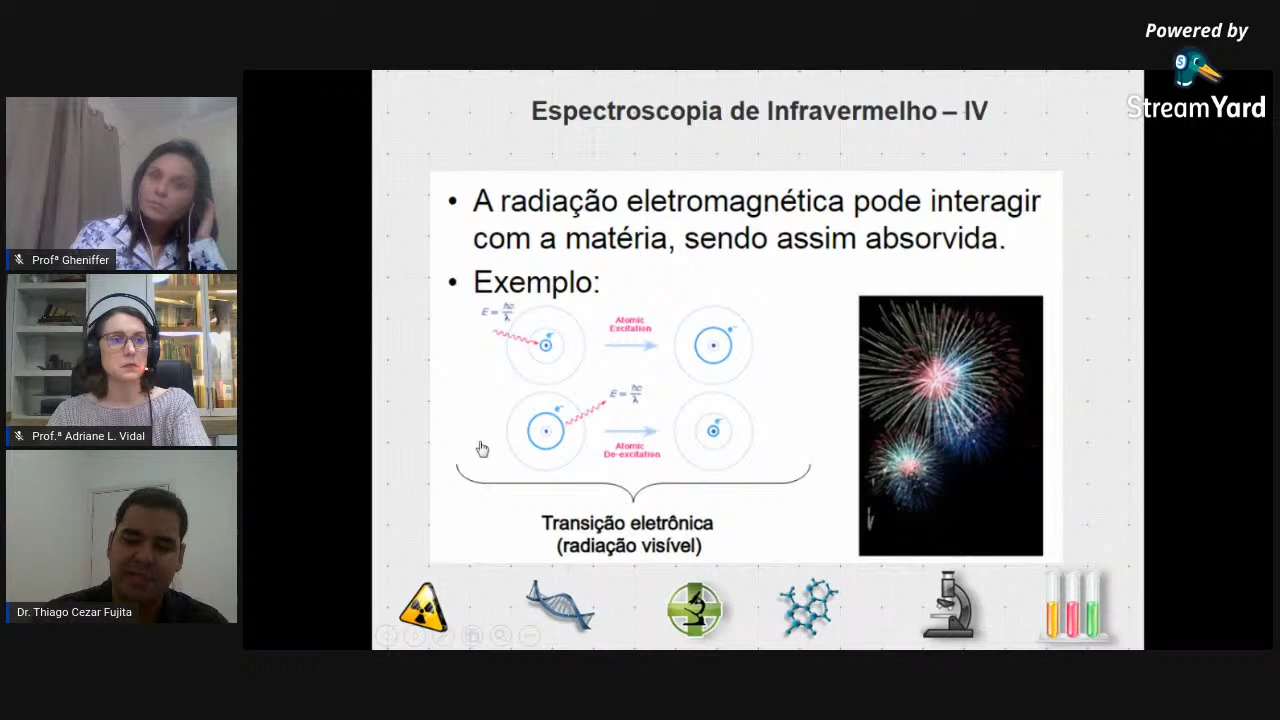 Powered by
StreamYard
Espectroscopia de Infravermelho – IV
• A radiação eletromagnética pode interagir
com a matéria, sendo assim absorvida.
• Exemplo:
E = hc/λ
e-
Atomic
Excitation
e-
e-
E = hc/λ
Atomic
De-excitation
e-
Transição eletrônica
(radiação visível)
Profª Gheniffer
Prof.ª Adriane L. Vidal
Dr. Thiago Cezar Fujita